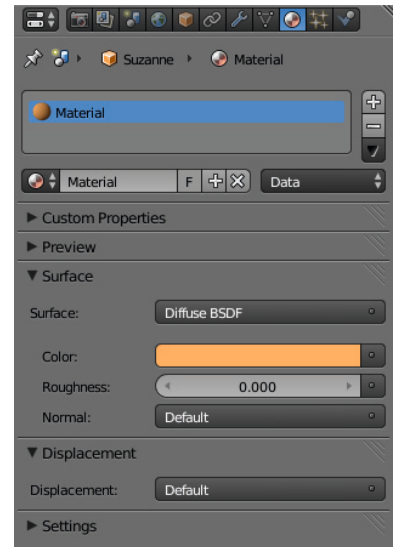 Suzanne Material
Material
Material F Data
Custom Properties
Preview
Surface
Surface: Diffuse BSDF
Color:
Roughness: 0.000
Normal: Default
Displacement
Displacement: Default
Settings